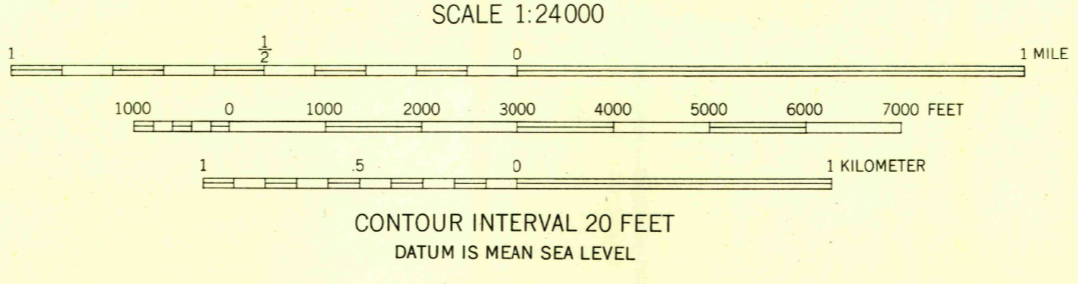 SCALE 1:24000
1 1/2 0 1 MILE
1000 0 1000 2000 3000 4000 5000 6000 7000 FEET
1 .5 0 1 KILOMETER
CONTOUR INTERVAL 20 FEET
DATUM IS MEAN SEA LEVEL